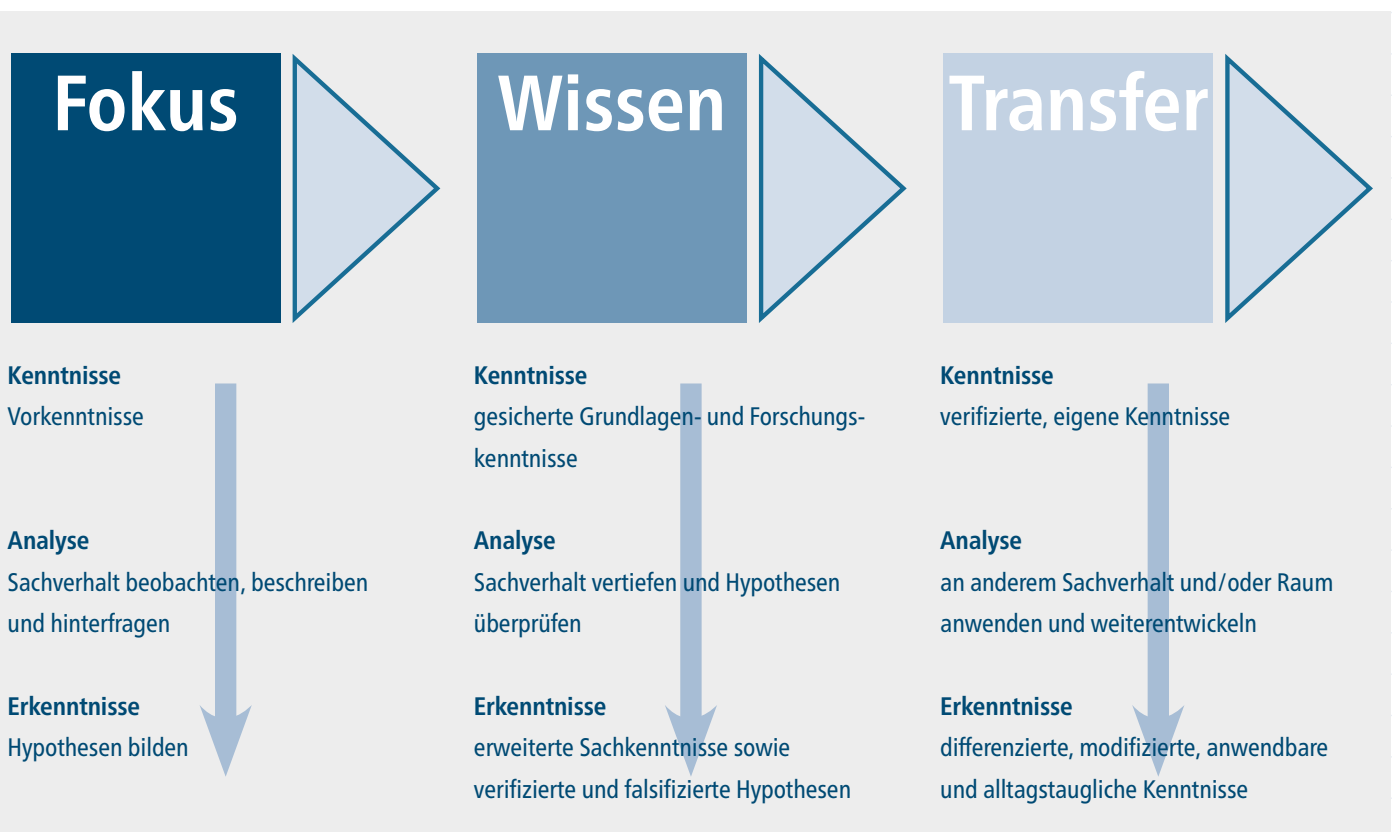 Fokus
Kenntnisse
Vorkenntnisse
Analyse
Sachverhalt beobachten, beschreiben
und hinterfragen
Erkenntnisse
Hypothesen bilden
Wissen
Kenntnisse
gesicherte Grundlagen- und Forschungs-
kenntnisse
Analyse
Sachverhalt vertiefen und Hypothesen
überprüfen
Erkenntnisse
erweiterte Sachkenntnisse sowie
verifizierte und falsifizierte Hypothesen
Transfer
Kenntnisse
verifizierte, eigene Kenntnisse
Analyse
an anderem Sachverhalt und/oder Raum
anwenden und weiterentwickeln
Erkenntnisse
differenzierte, modifizierte, anwendbare
und alltagstaugliche Kenntnisse